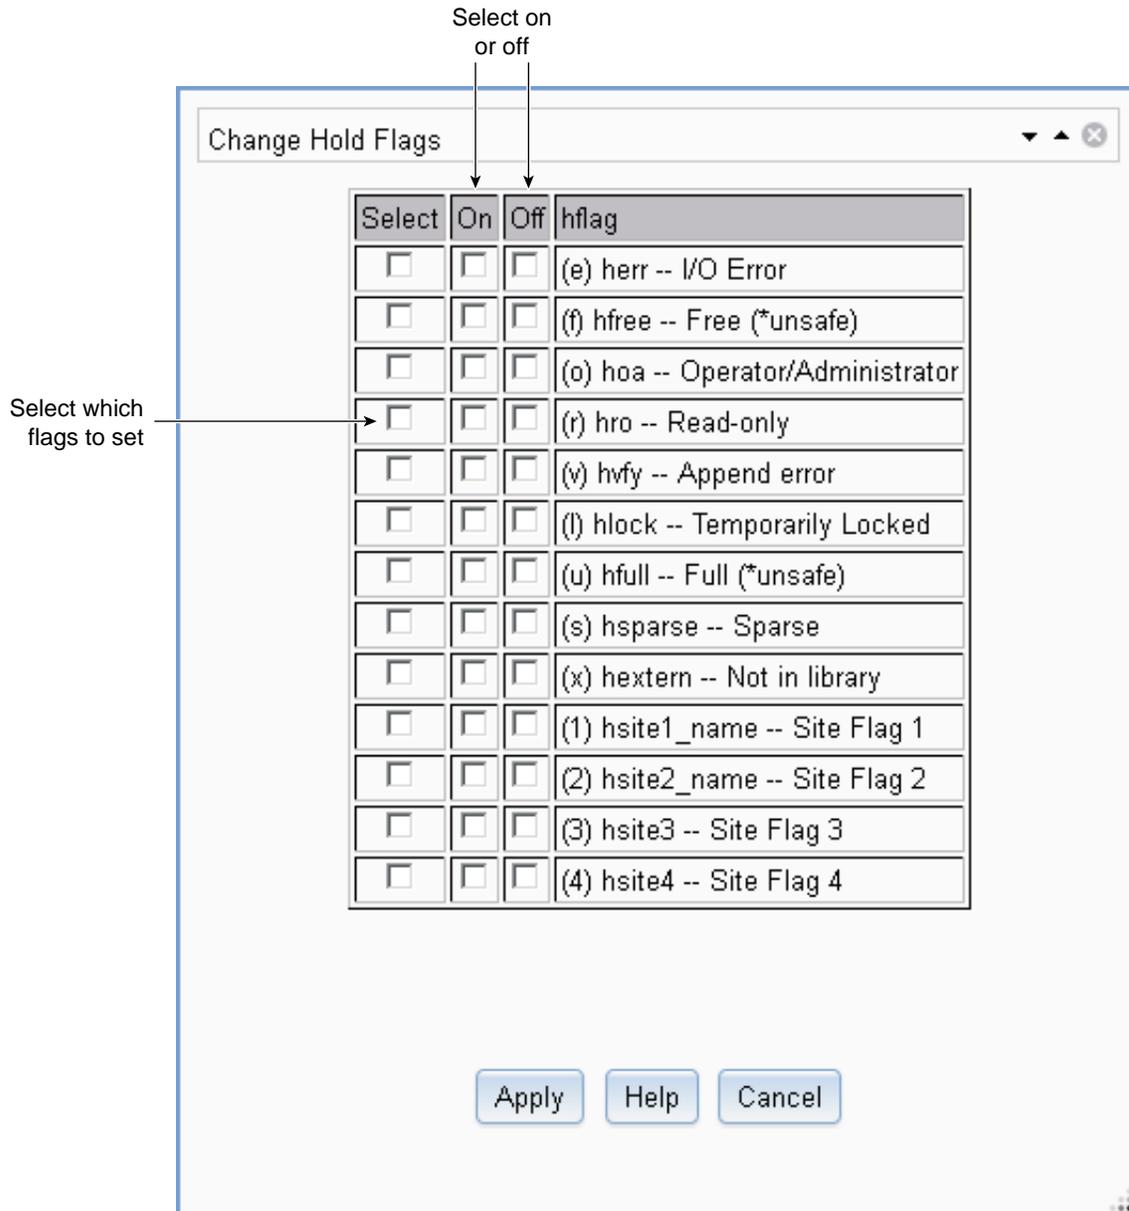 Select on
or off
Change Hold Flags
Select On Off hflag
(e) herr -- I/O Error
(f) hfree -- Free (*unsafe)
(o) hoa -- Operator/Administrator
(r) hro -- Read-only
(v) hvfy -- Append error
(l) hlock -- Temporarily Locked
(u) hfull -- Full (*unsafe)
(s) hsparse -- Sparse
(x) hextern -- Not in library
(1) hsite1_name -- Site Flag 1
(2) hsite2_name -- Site Flag 2
(3) hsite3 -- Site Flag 3
(4) hsite4 -- Site Flag 4
Select which
flags to set
Apply Help Cancel